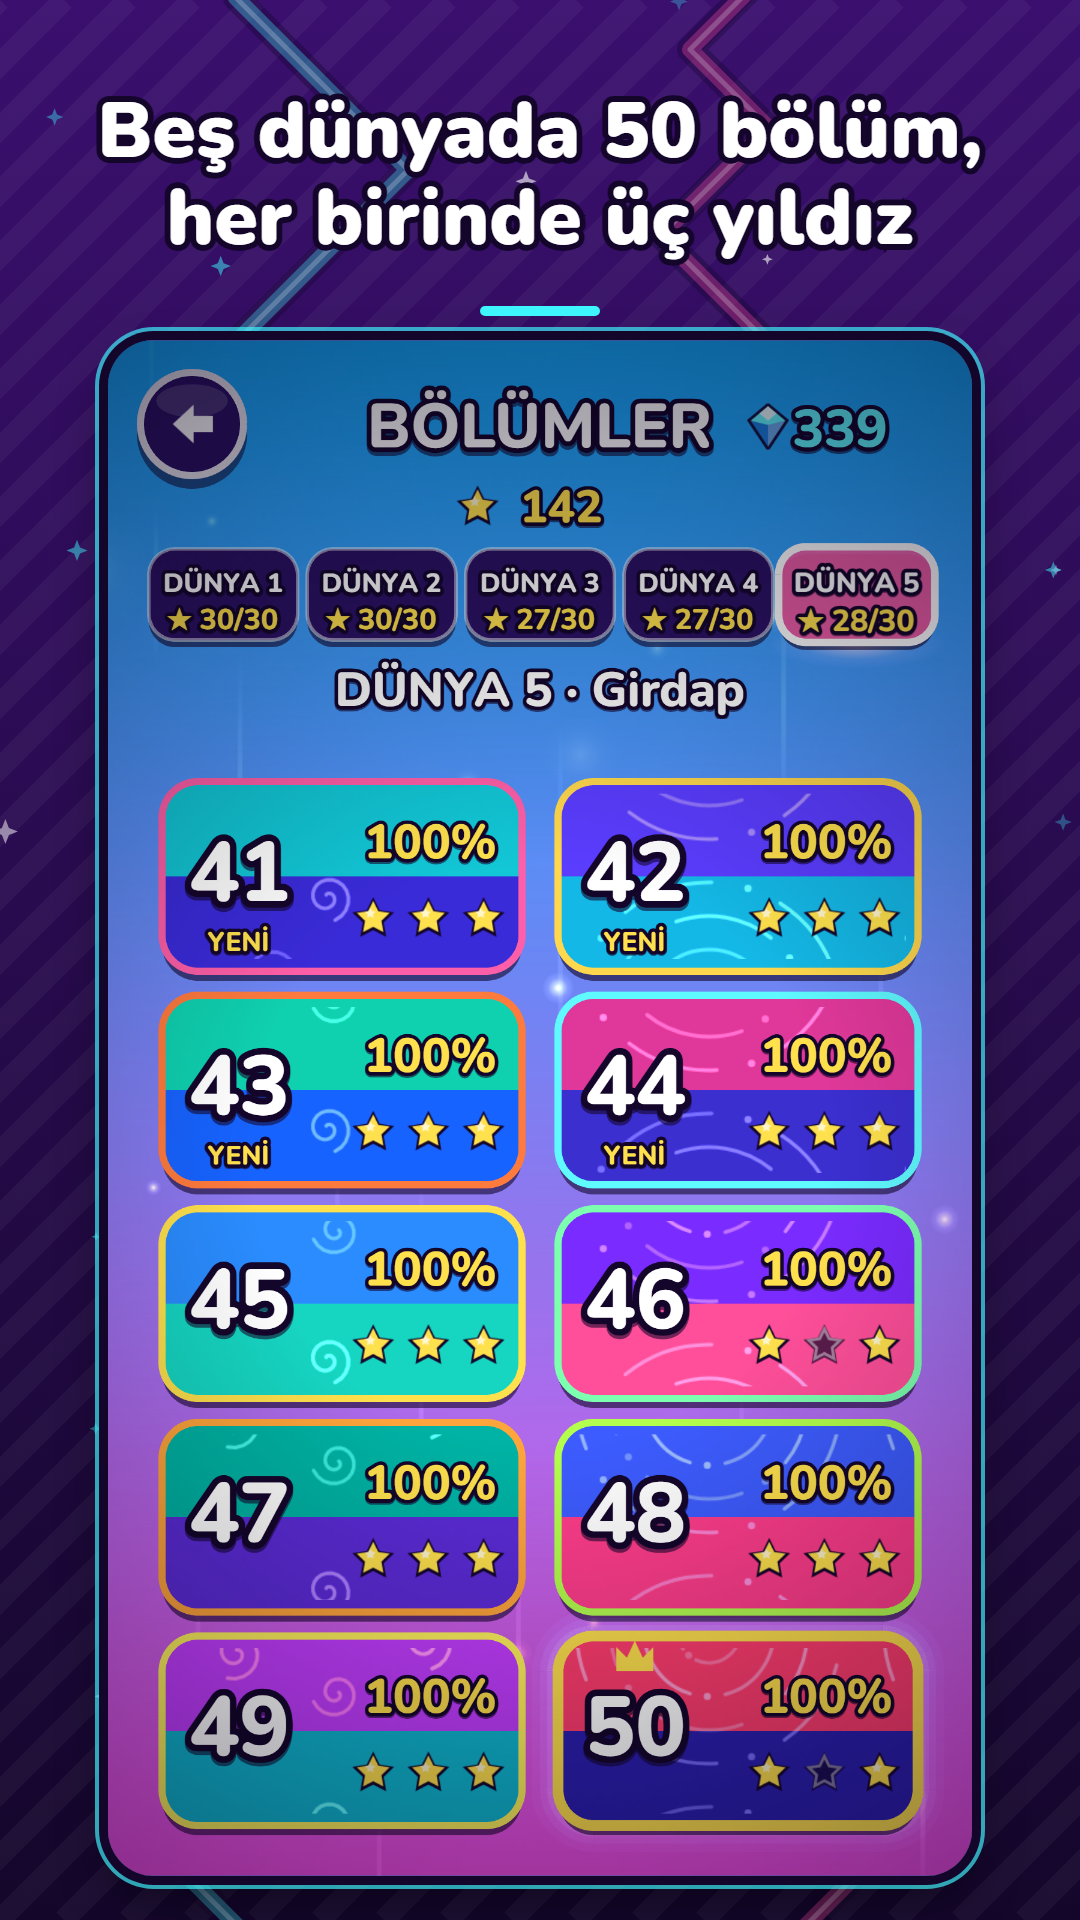 Beş dünyada 50 bölüm,
her birinde üç yıldız
BÖLÜMLER 339
142
DÜNYA 1 DÜNYA 2 DÜNYA 3 DÜNYA 4 DÜNYA 5
★ 30/30 ★ 30/30 ★ 27/30 ★ 27/30 ★ 28/30
DÜNYA 5 · Girdap
41 100%
YENİ
42 100%
YENİ
43 100%
YENİ
44 100%
YENİ
45 100%
46 100%
47 100%
48 100%
49 100%
50 100%